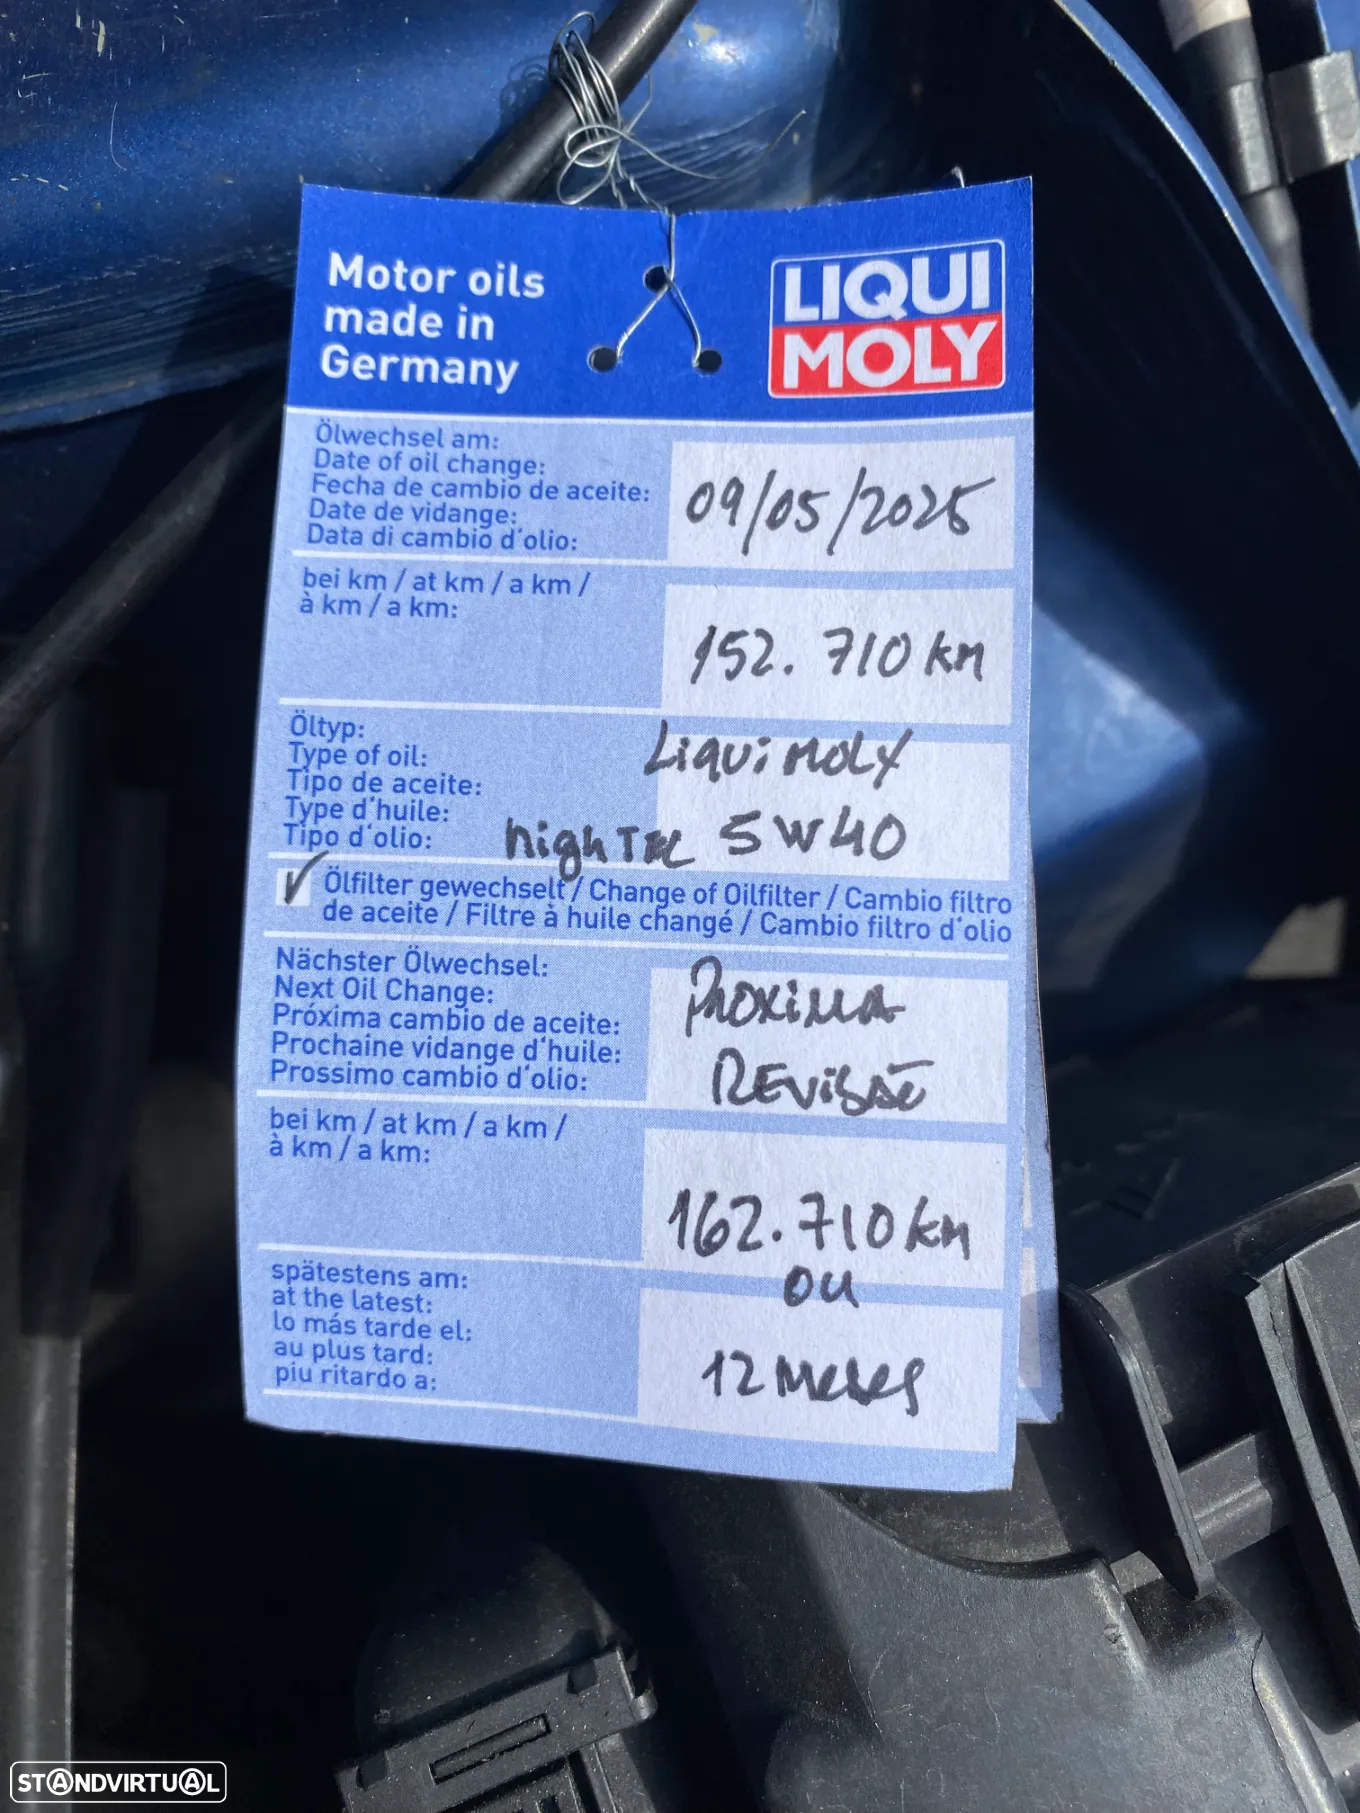 Motor oils
made in
Germany
LIQUI
MOLY
Ölwechsel am:
Date of oil change:
Fecha de cambio de aceite:
Date de vidange:
Data di cambio d'olio:
09/05/2025
bei km / at km / a km /
à km / a km:
152.710 km
Öltyp:
Type of oil:
Tipo de aceite:
Type d'huile:
Tipo d'olio:
LiQUi MOLY
highTEC 5W40
Ölfilter gewechselt / Change of Oilfilter / Cambio filtro
de aceite / Filtre à huile changé / Cambio filtro d'olio
Nächster Ölwechsel:
Next Oil Change:
Próxima cambio de aceite:
Prochaine vidange d'huile:
Prossimo cambio d'olio:
PROXiMA
REViSÃO
bei km / at km / a km /
à km / a km:
162.710 km
OU
spätestens am:
at the latest:
lo más tarde el:
au plus tard:
piu ritardo a:
12 Meses
STANDVIRTUAL